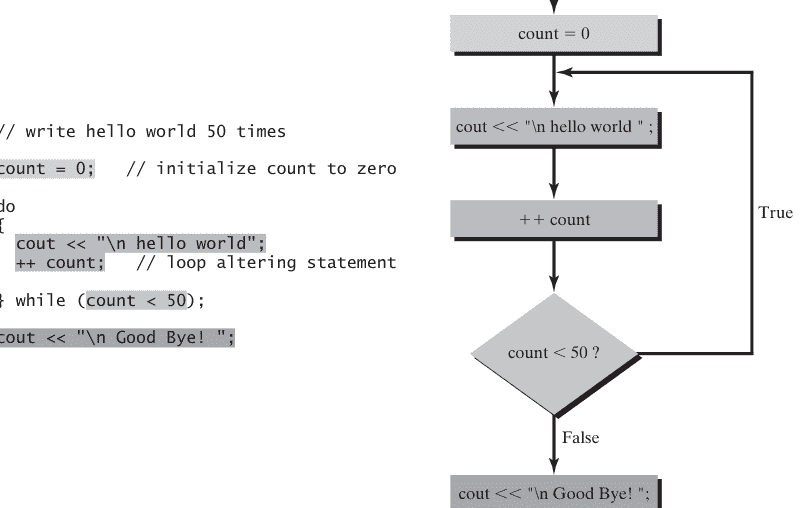 // write hello world 50 times
count = 0;   // initialize count to zero
do
{
cout << "\n hello world";
++ count;   // loop altering statement
} while (count < 50);
cout << "\n Good Bye! ";
count = 0
cout << "\n hello world " ;
++ count
True
count < 50 ?
False
cout << "\n Good Bye! ";